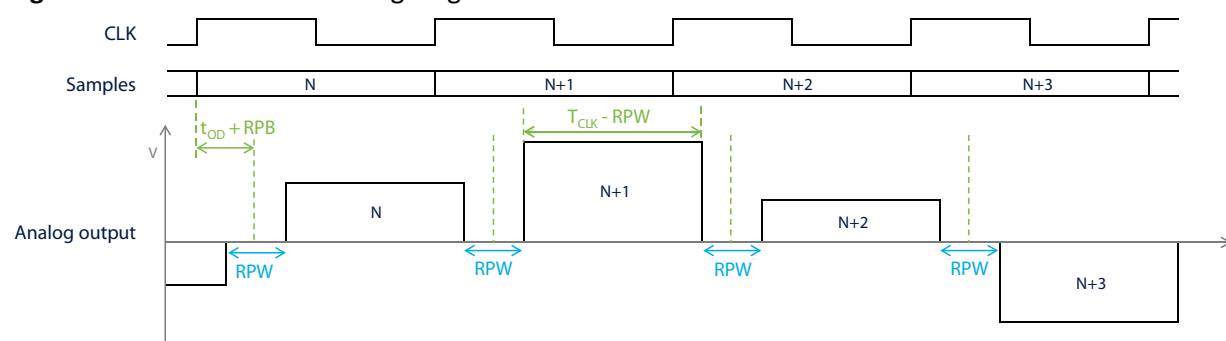 CLK
Samples
N
N+1
N+2
N+3
t_OD + RPB
T_CLK - RPW
V
Analog output
N
N+1
N+2
N+3
RPW
RPW
RPW
RPW